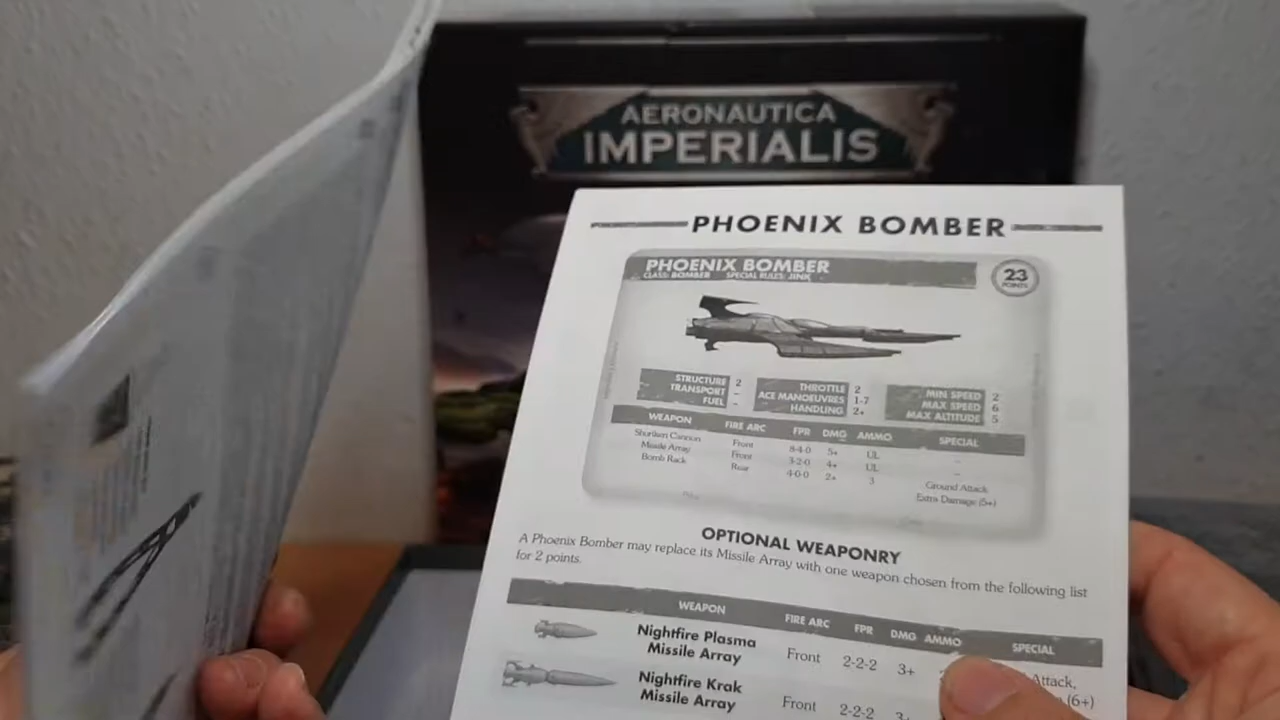 AERONAUTICA
IMPERIALIS
PHOENIX BOMBER
PHOENIX BOMBER
CLASS: BOMBER SPECIAL RULES: JINK
23
POINTS
STRUCTURE 2
TRANSPORT -
FUEL -
THROTTLE 2
ACE MANOEUVRES 1-7
HANDLING 2+
MIN SPEED 2
MAX SPEED 6
MAX ALTITUDE 5
WEAPON FIRE ARC FPR DMG AMMO SPECIAL
Shuriken Cannon Front 8-4-0 5+ UL -
Missile Array Front 3-2-0 4+ UL -
Bomb Rack Rear 4-0-0 2+ 3 Ground Attack,
Extra Damage (5+)
OPTIONAL WEAPONRY
A Phoenix Bomber may replace its Missile Array with one weapon chosen from the following list
for 2 points.
WEAPON FIRE ARC FPR DMG AMMO SPECIAL
Nightfire Plasma
Missile Array Front 2-2-2 3+ Attack,
(6+)
Nightfire Krak
Missile Array Front 2-2-2